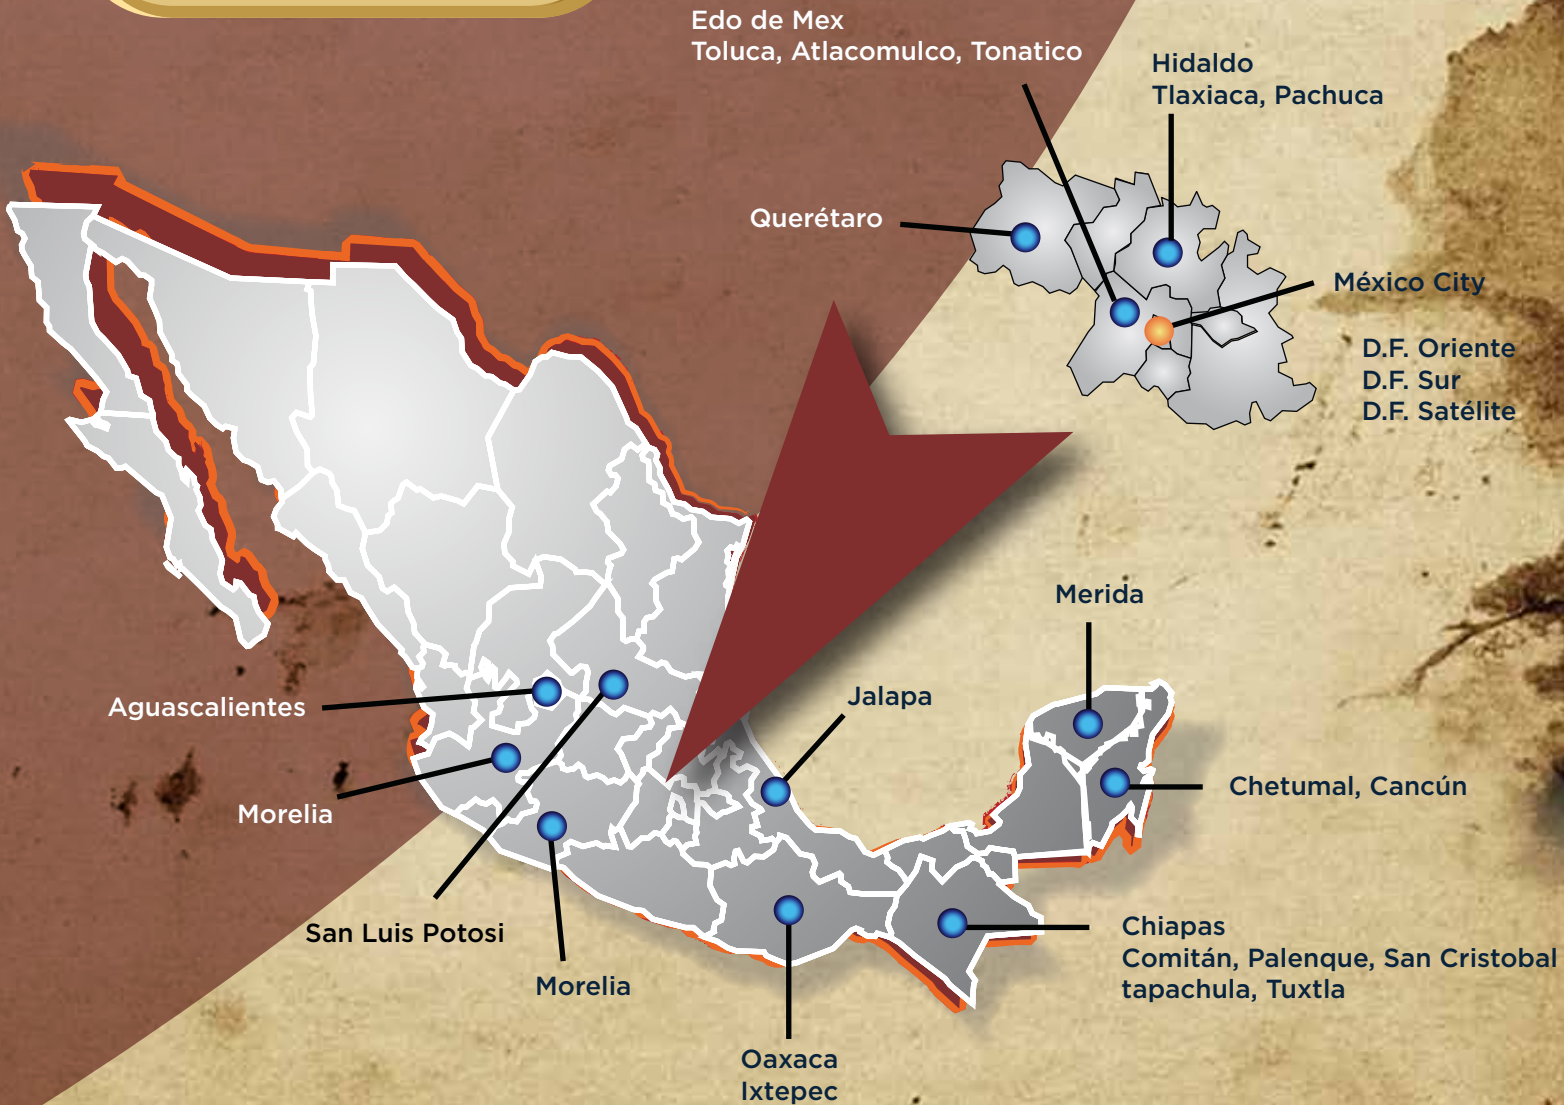 Edo de Mex
Toluca, Atlacomulco, Tonatico
Hidaldo
Tlaxiaca, Pachuca
Querétaro
México City
D.F. Oriente
D.F. Sur
D.F. Satélite
Merida
Aguascalientes
Jalapa
Chetumal, Cancún
Morelia
San Luis Potosi
Morelia
Chiapas
Comitán, Palenque, San Cristobal
tapachula, Tuxtla
Oaxaca
Ixtepec